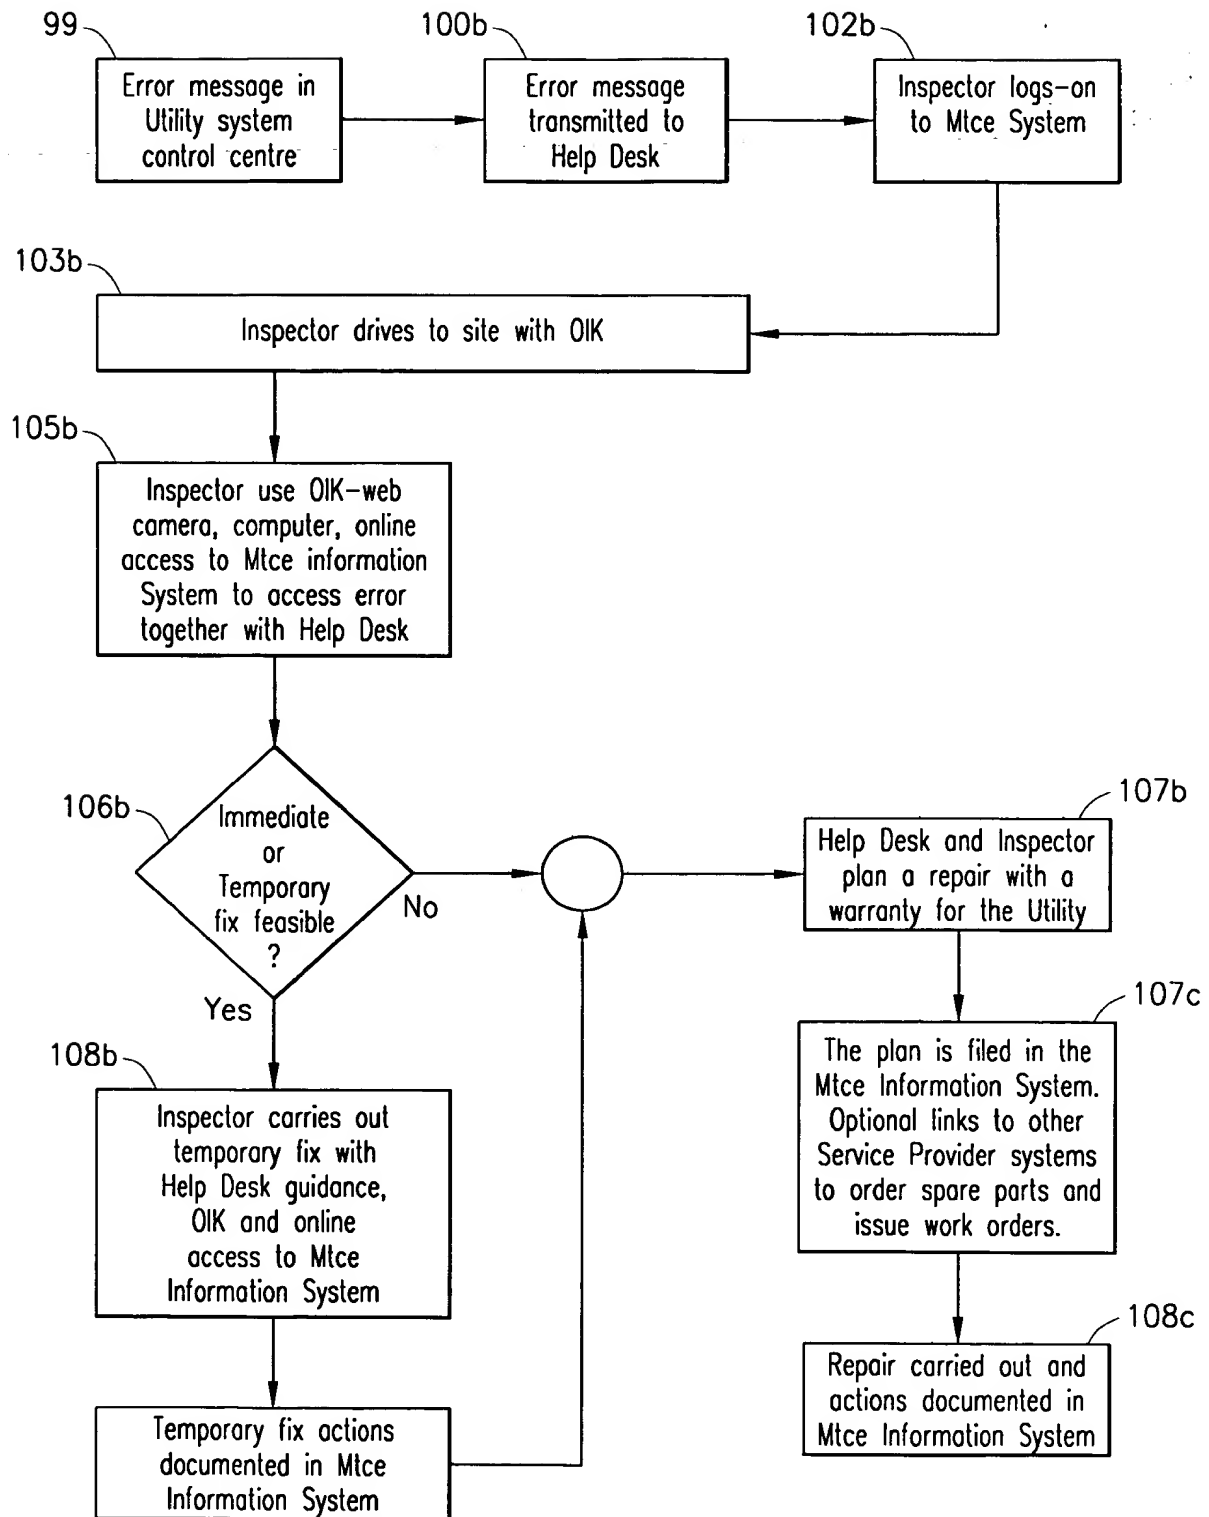 99
Error message in
Utility system
control centre
100b
Error message
transmitted to
Help Desk
102b
Inspector logs-on
to Mtce System
103b
Inspector drives to site with OIK
105b
Inspector use OIK-web
camera, computer, online
access to Mtce information
System to access error
together with Help Desk
106b
Immediate
or
Temporary
fix feasible
?
No
Yes
107b
Help Desk and Inspector
plan a repair with a
warranty for the Utility
107c
The plan is filed in the
Mtce Information System.
Optional links to other
Service Provider systems
to order spare parts and
issue work orders.
108b
Inspector carries out
temporary fix with
Help Desk guidance,
OIK and online
access to Mtce
Information System
108c
Repair carried out and
actions documented in
Mtce Information System
Temporary fix actions
documented in Mtce
Information System